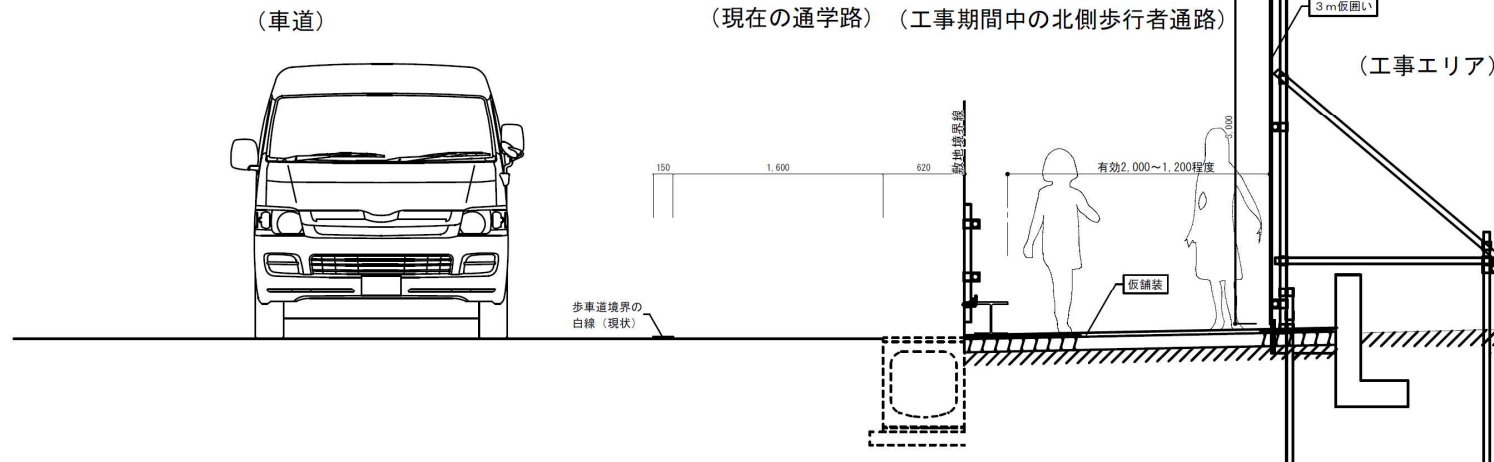 （車道）
（現在の通学路）
（工事期間中の北側歩行者通路）
3ｍ仮囲い
（工事エリア）
敷地境界線
3,000
150
1,600
620
有効2,000～1,200程度
仮舗装
歩車道境界の
白線（現状）